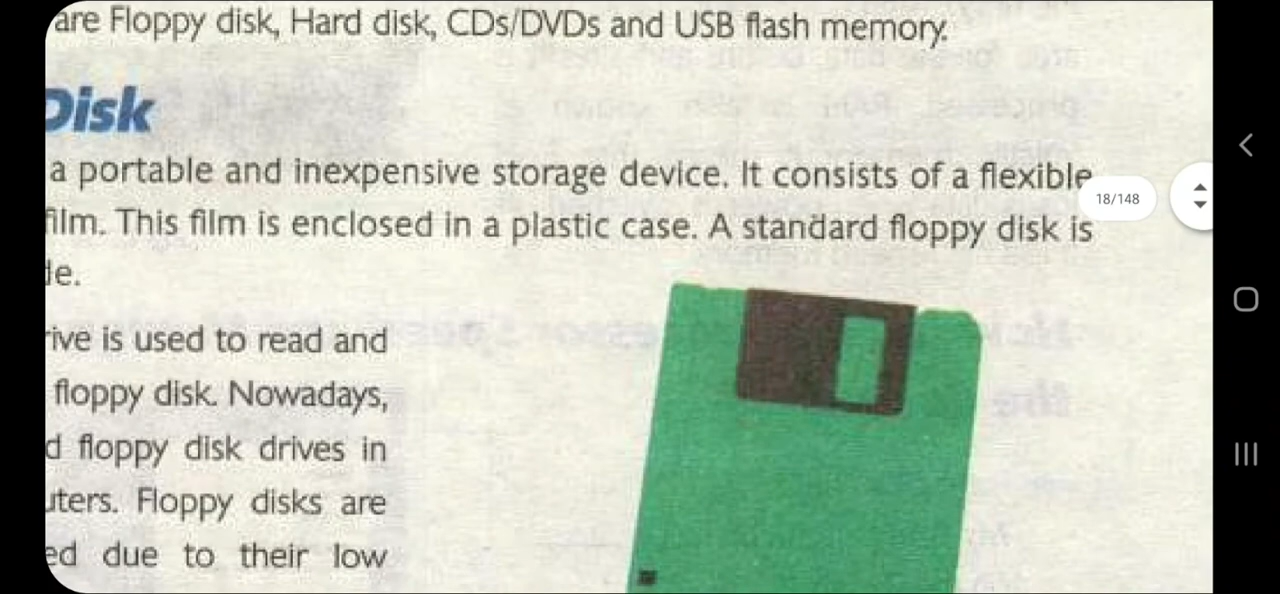 are Floppy disk, Hard disk, CDs/DVDs and USB flash memory.
Disk
a portable and inexpensive storage device. It consists of a flexible
film. This film is enclosed in a plastic case. A standard floppy disk is
18/148
de.
rive is used to read and
floppy disk. Nowadays,
d floppy disk drives in
uters. Floppy disks are
ed due to their low